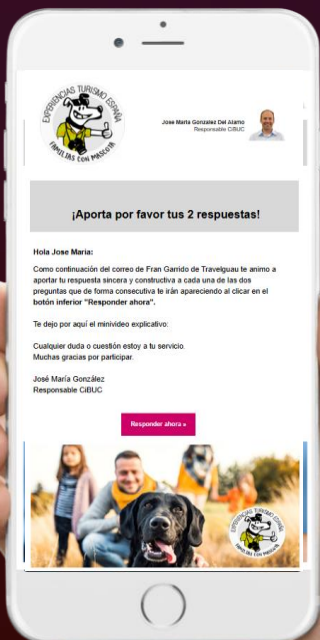 EXPERIENCIAS TURISMO ESPAÑA
FAMILIAS CON MASCOTA
Jose Maria Gonzalez Del Alamo
Responsable CiBUC
¡Aporta por favor tus 2 respuestas!
Hola Jose Maria:
Como continuación del correo de Fran Garrido de Travelguau te animo a
aportar tu respuesta sincera y constructiva a cada una de las dos
preguntas que de forma consecutiva te irán apareciendo al clicar en el
botón inferior "Responder ahora".
Te dejo por aquí el minivideo explicativo:
Cualquier duda o cuestión estoy a tu servicio.
Muchas gracias por participar.
José María González
Responsable CiBUC
Responder ahora »
EXPERIENCIAS TURISMO ESPAÑA
FAMILIAS CON MASCOTA